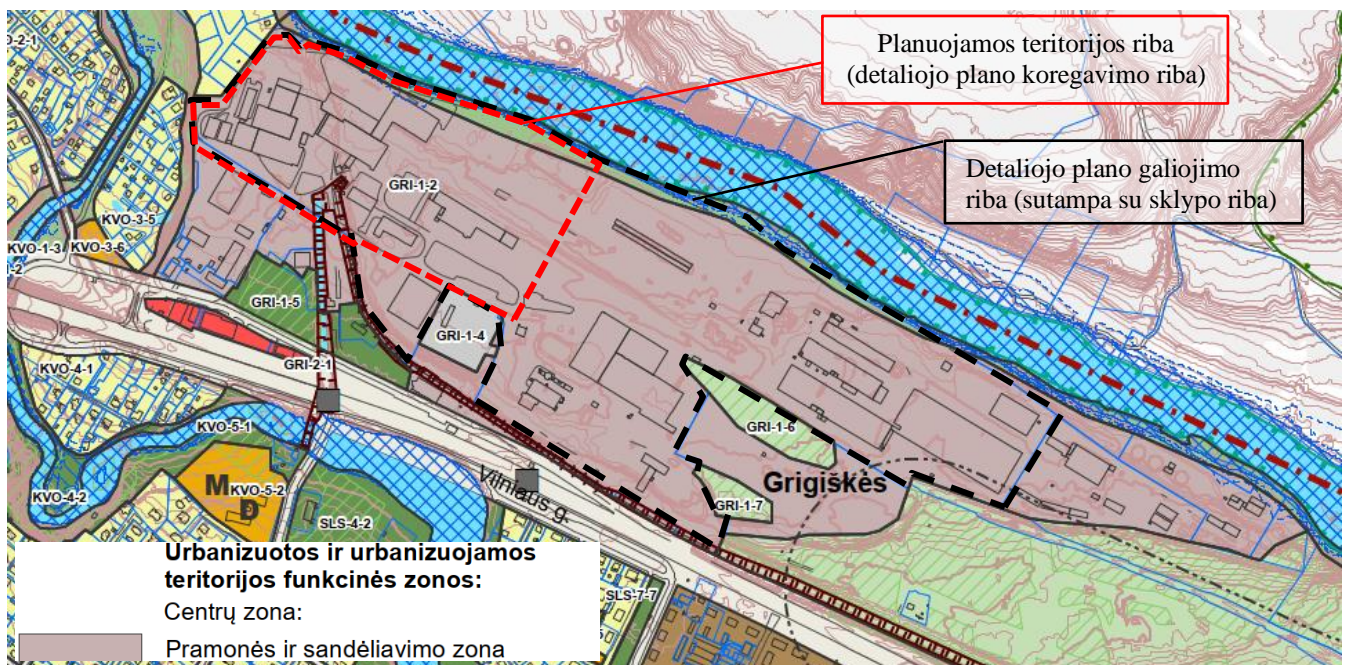 Planuojamos teritorijos riba
(detaliojo plano koregavimo riba)
Detaliojo plano galiojimo
riba (sutampa su sklypo riba)
O-2-1
GRI-1-2
KVO-3-5
KVO-1-3
KVO-3-6
-2
GRI-1-5
GRI-1-4
GRI-2-1
KVO-4-1
KVO-5-1
GRI-1-6
Grigiškės
Vilniaus g.
KVO-4-2
M
KVO-5-2
Đ
SLS-4-2
GRI-1-7
SLS-7-7
Urbanizuotos ir urbanizuojamos
teritorijos funkcinės zonos:
Centrų zona:
Pramonės ir sandėliavimo zona